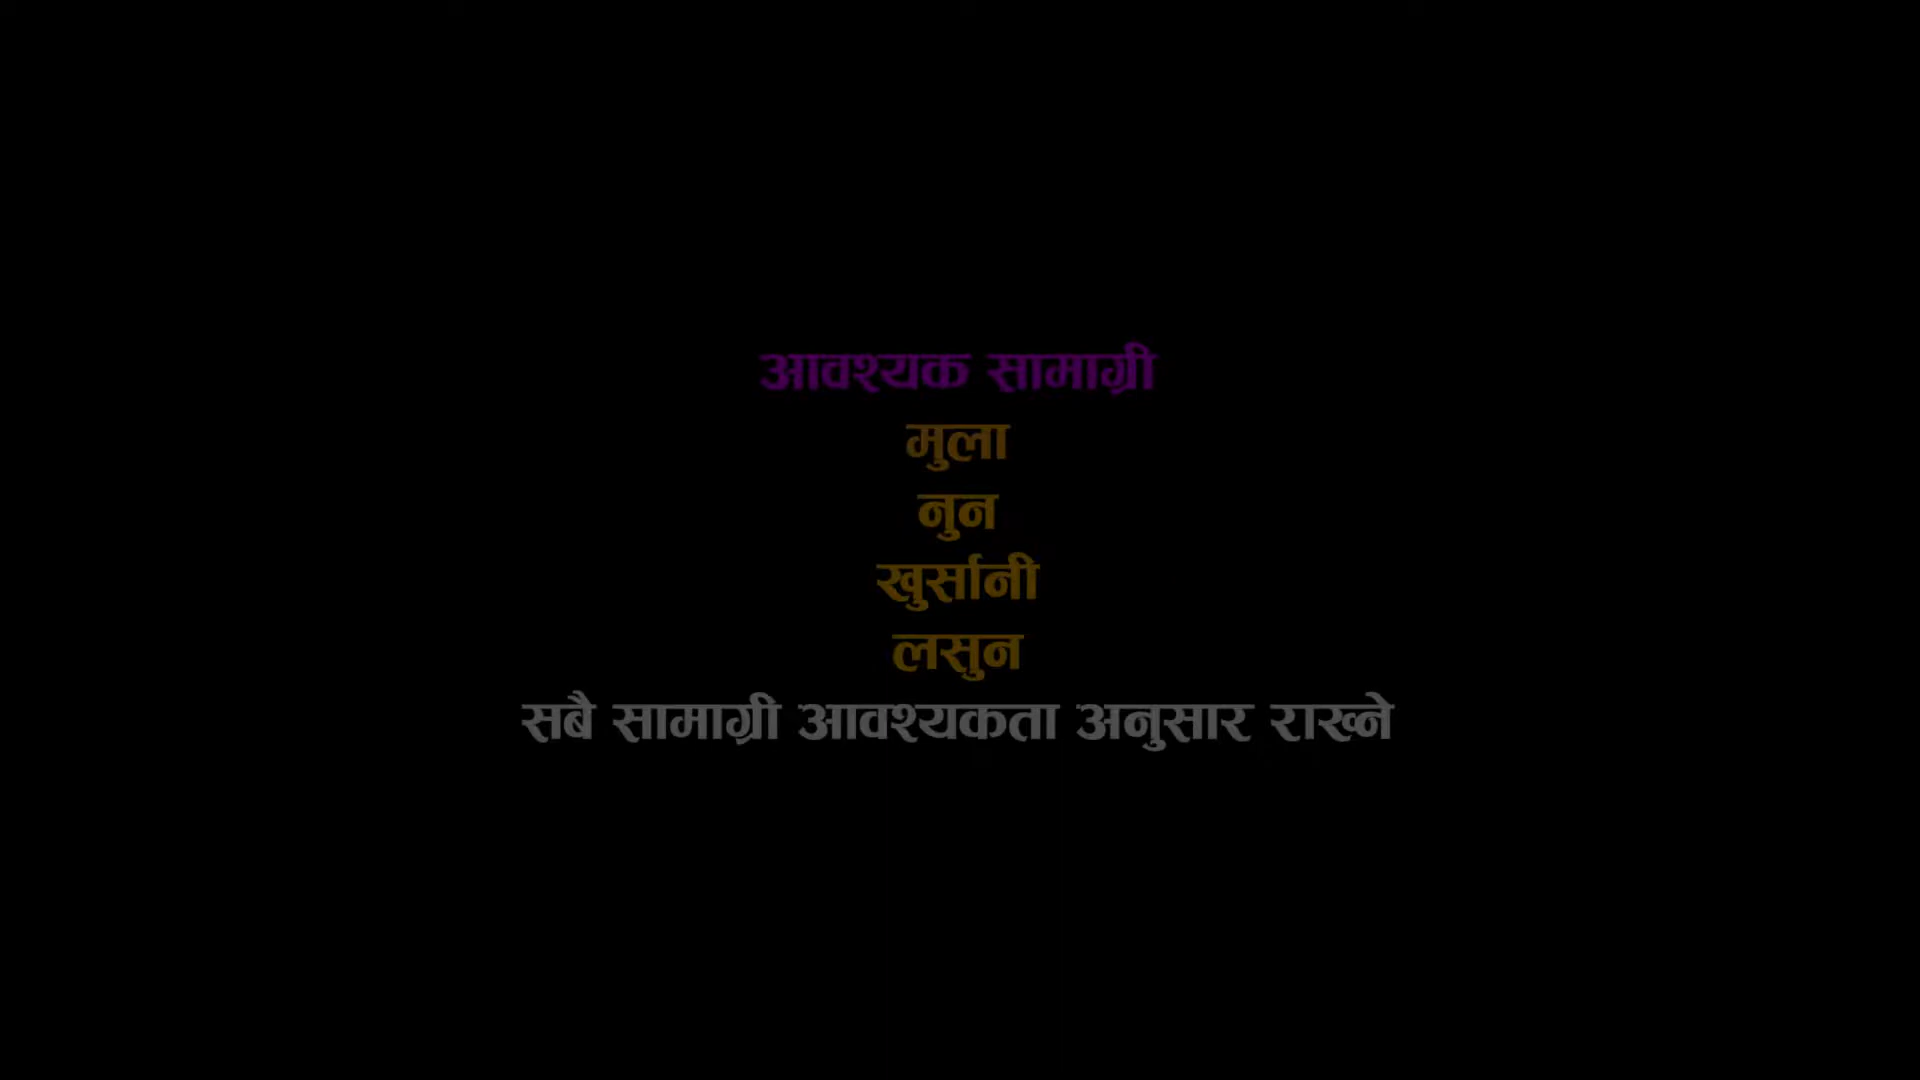 आवश्यक सामाग्री
मुला
नुन
खुर्सानी
लसुन
सबै सामाग्री आवश्यकता अनुसार राख्ने